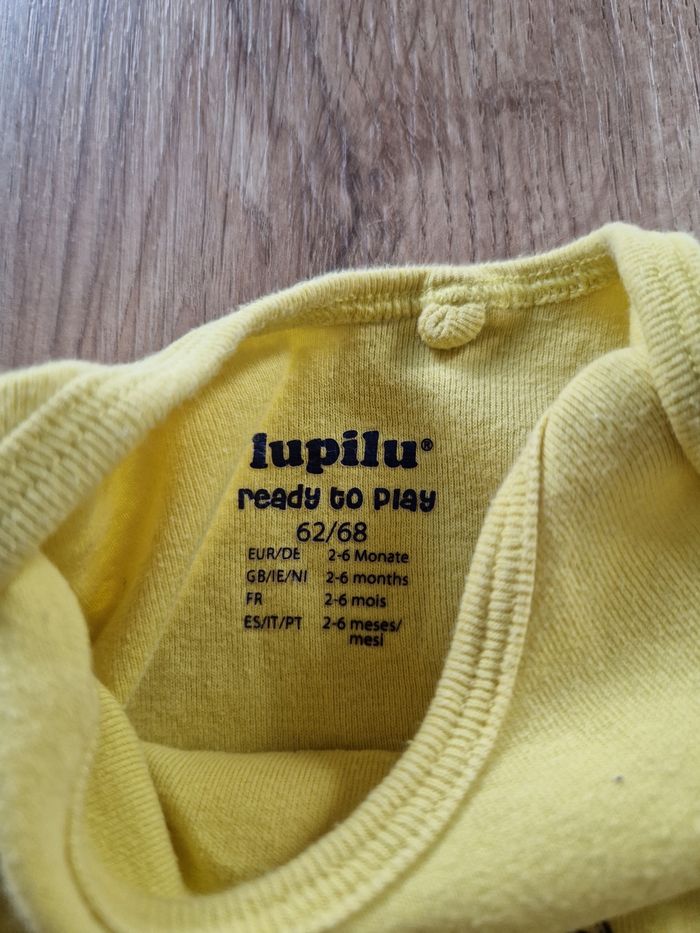 lupilu®
ready to play
62/68
EUR/DE 2-6 Monate
GB/IE/NI 2-6 months
FR 2-6 mois
ES/IT/PT 2-6 meses/
mesi